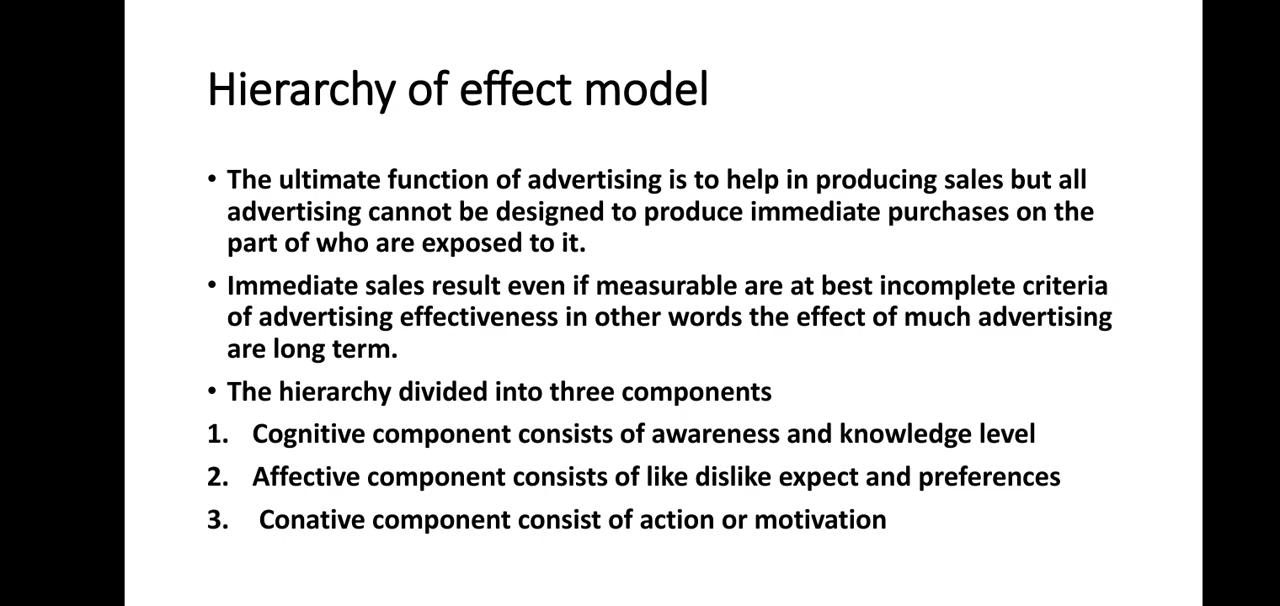 Hierarchy of effect model
• The ultimate function of advertising is to help in producing sales but all
advertising cannot be designed to produce immediate purchases on the
part of who are exposed to it.
• Immediate sales result even if measurable are at best incomplete criteria
of advertising effectiveness in other words the effect of much advertising
are long term.
• The hierarchy divided into three components
1. Cognitive component consists of awareness and knowledge level
2. Affective component consists of like dislike expect and preferences
3. Conative component consist of action or motivation